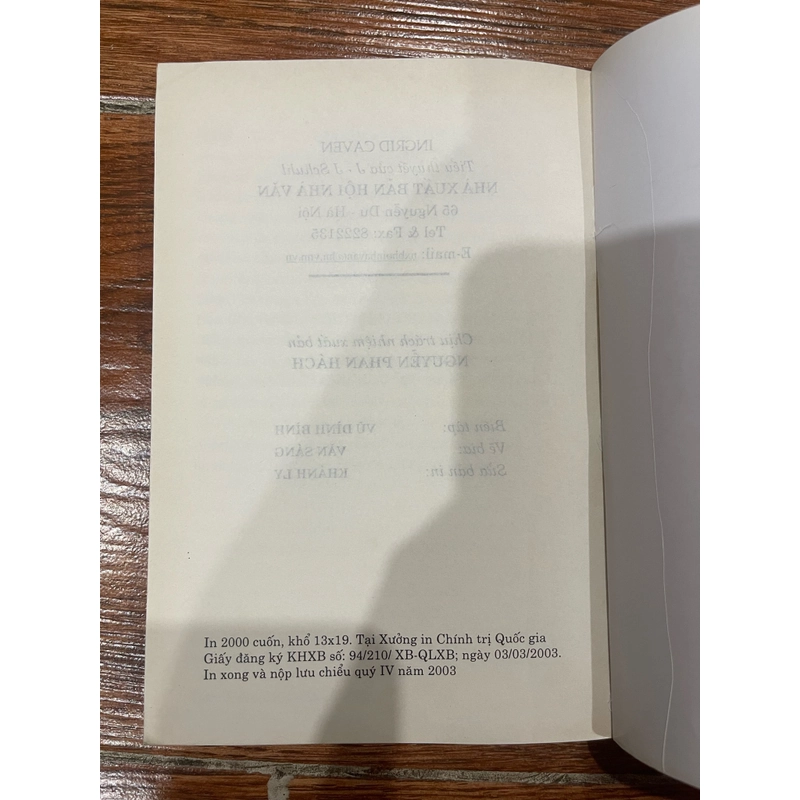 INGRID CAVEN
Tiểu thuyết của J - J Schuhl
NHÀ XUẤT BẢN HỘI NHÀ VĂN
65 Nguyễn Du - Hà Nội
Tel & Fax: 8222135
E-mail:
Chịu trách nhiệm xuất bản
NGUYỄN PHAN HÁCH
Biên tập: VŨ ĐÌNH BÌNH
Vẽ bìa: VĂN SÁNG
Sửa bản in: KHÁNH LY
In 2000 cuốn, khổ 13x19. Tại Xưởng in Chính trị Quốc gia
Giấy đăng ký KHXB số: 94/210/ XB-QLXB; ngày 03/03/2003.
In xong và nộp lưu chiểu quý IV năm 2003